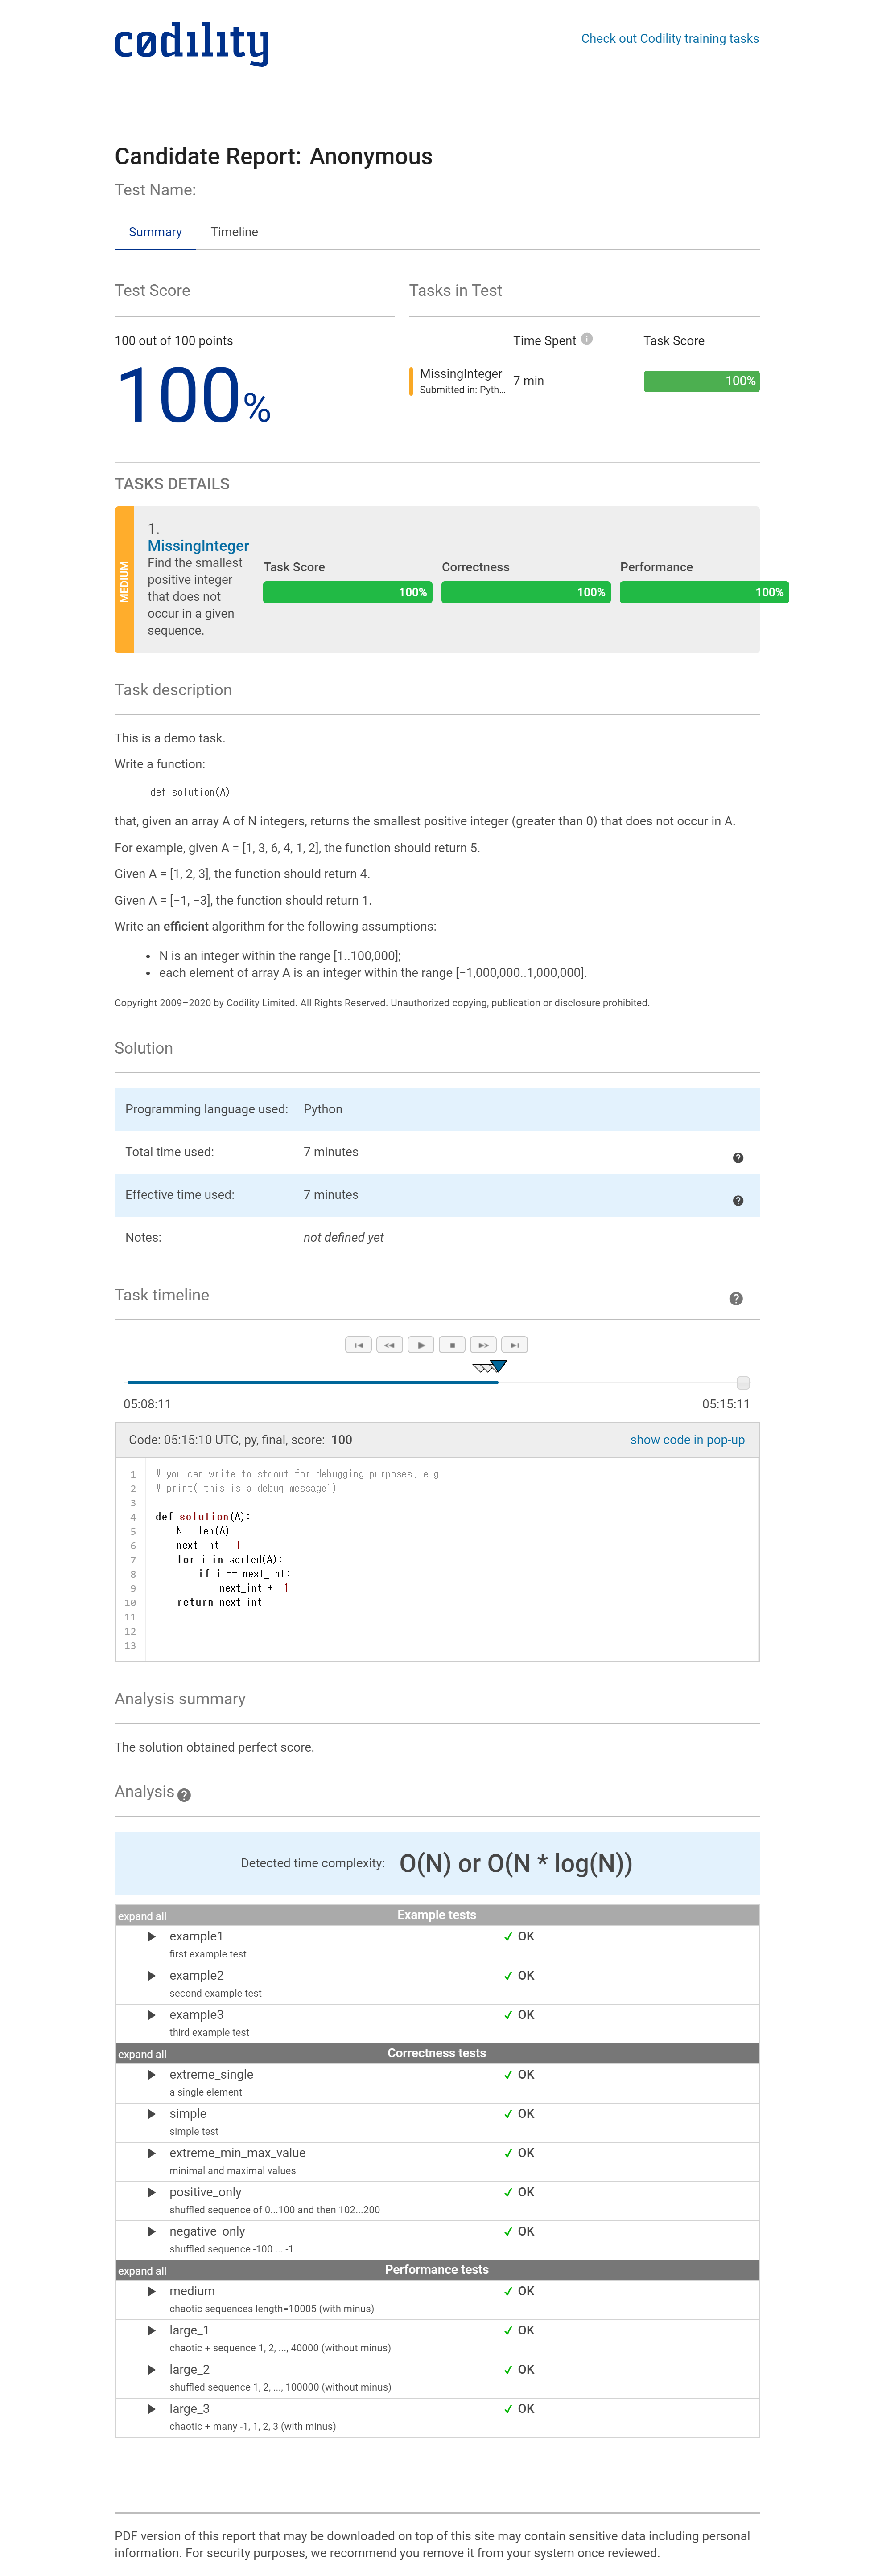 codility
Check out Codility training tasks
Candidate Report: Anonymous
Test Name:
Summary Timeline
Test Score
Tasks in Test
100 out of 100 points
Time Spent
Task Score
100%
MissingInteger
Submitted in: Pyth...
7 min
100%
TASKS DETAILS
MEDIUM
1.
MissingInteger
Find the smallest
positive integer
that does not
occur in a given
sequence.
Task Score
100%
Correctness
100%
Performance
100%
Task description
This is a demo task.
Write a function:
def solution(A)
that, given an array A of N integers, returns the smallest positive integer (greater than 0) that does not occur in A.
For example, given A = [1, 3, 6, 4, 1, 2], the function should return 5.
Given A = [1, 2, 3], the function should return 4.
Given A = [−1, −3], the function should return 1.
Write an efficient algorithm for the following assumptions:
• N is an integer within the range [1..100,000];
• each element of array A is an integer within the range [−1,000,000..1,000,000].
Copyright 2009–2020 by Codility Limited. All Rights Reserved. Unauthorized copying, publication or disclosure prohibited.
Solution
Programming language used: Python
Total time used: 7 minutes
Effective time used: 7 minutes
Notes: not defined yet
Task timeline
05:08:11
05:15:11
Code: 05:15:10 UTC, py, final, score: 100
show code in pop-up
1 # you can write to stdout for debugging purposes, e.g.
2 # print("this is a debug message")
3
4 def solution(A):
5 N = len(A)
6 next_int = 1
7 for i in sorted(A):
8 if i == next_int:
9 next_int += 1
10 return next_int
11
12
13
Analysis summary
The solution obtained perfect score.
Analysis
Detected time complexity: O(N) or O(N * log(N))
expand all Example tests
example1 ✓ OK
first example test
example2 ✓ OK
second example test
example3 ✓ OK
third example test
expand all Correctness tests
extreme_single ✓ OK
a single element
simple ✓ OK
simple test
extreme_min_max_value ✓ OK
minimal and maximal values
positive_only ✓ OK
shuffled sequence of 0...100 and then 102...200
negative_only ✓ OK
shuffled sequence -100 ... -1
expand all Performance tests
medium ✓ OK
chaotic sequences length=10005 (with minus)
large_1 ✓ OK
chaotic + sequence 1, 2, ..., 40000 (without minus)
large_2 ✓ OK
shuffled sequence 1, 2, ..., 100000 (without minus)
large_3 ✓ OK
chaotic + many -1, 1, 2, 3 (with minus)
PDF version of this report that may be downloaded on top of this site may contain sensitive data including personal
information. For security purposes, we recommend you remove it from your system once reviewed.